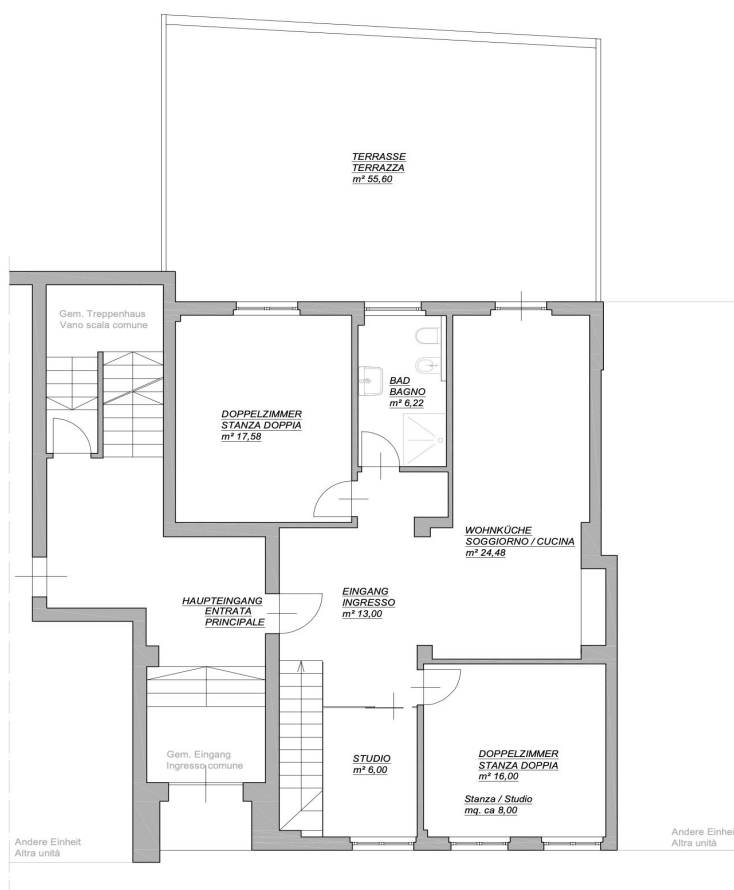 TERRASSE
TERRAZZA
m² 55,60
Gem. Treppenhaus
Vano scala comune
BAD
BAGNO
m² 6,22
DOPPELZIMMER
STANZA DOPPIA
m² 17,58
WOHNKÜCHE
SOGGIORNO / CUCINA
m² 24,48
HAUPTEINGANG
ENTRATA
PRINCIPALE
EINGANG
INGRESSO
m² 13,00
Gem. Eingang
Ingresso comune
STUDIO
m² 6,00
DOPPELZIMMER
STANZA DOPPIA
m² 16,00
Stanza / Studio
mq. ca 8,00
Andere Einheit
Altra unità
Andere Einhei
Altra unità